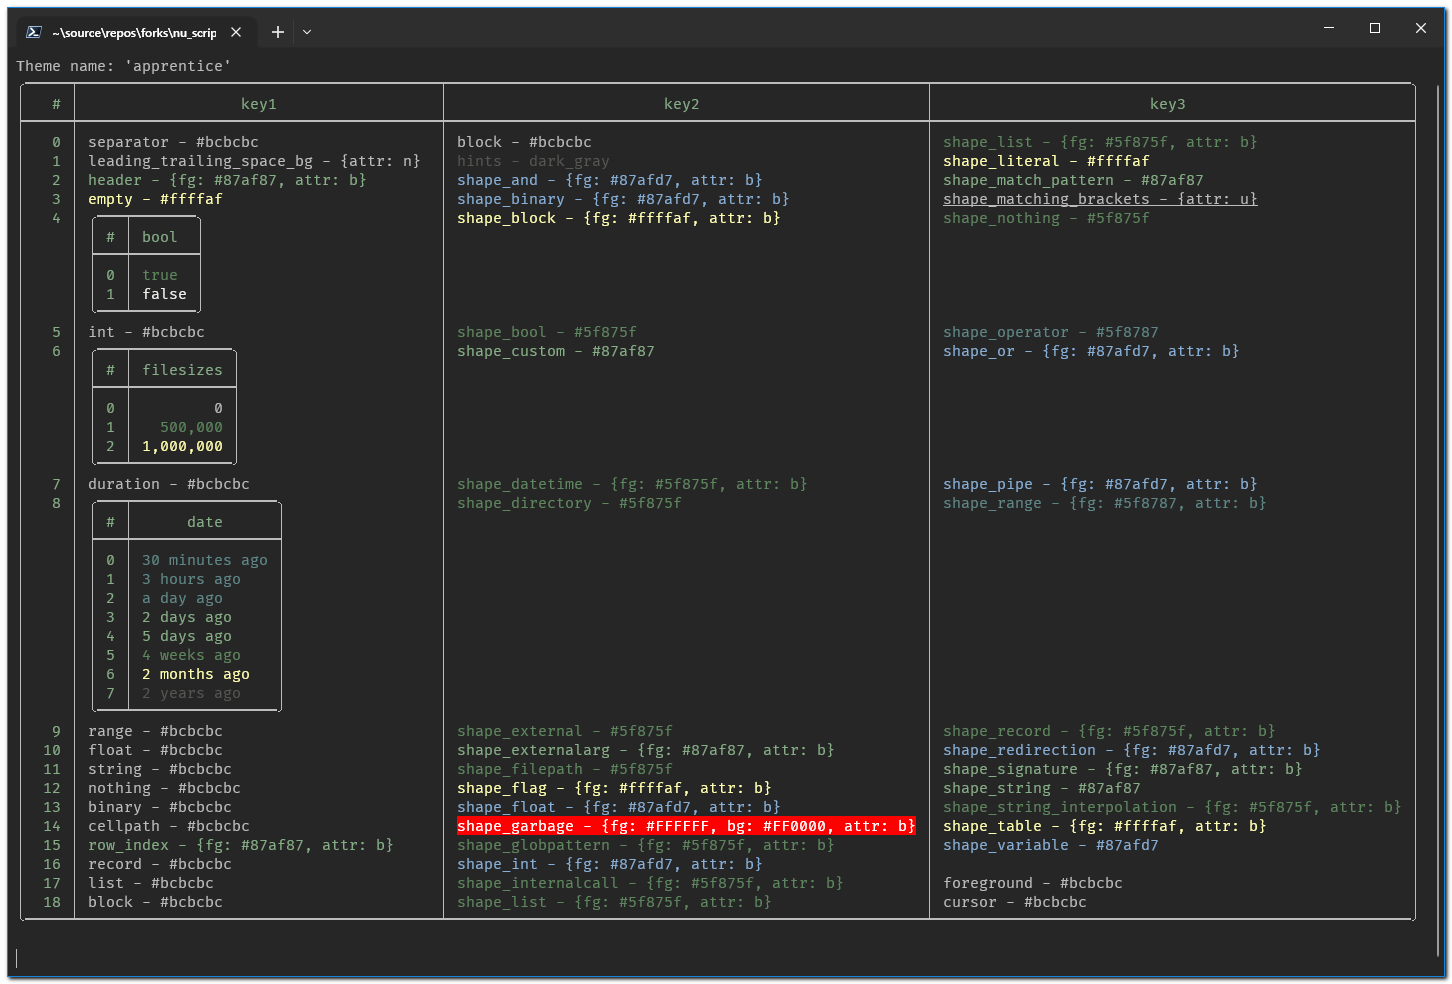 ~\source\repos\forks\nu_scrip
Theme name: 'apprentice'
# key1 key2 key3
0 separator - #bcbcbc block - #bcbcbc shape_list - {fg: #5f875f, attr: b}
1 leading_trailing_space_bg - {attr: n} hints - dark_gray shape_literal - #ffffaf
2 header - {fg: #87af87, attr: b} shape_and - {fg: #87afd7, attr: b} shape_match_pattern - #87af87
3 empty - #ffffaf shape_binary - {fg: #87afd7, attr: b} shape_matching_brackets - {attr: u}
4 shape_block - {fg: #ffffaf, attr: b} shape_nothing - #5f875f
# bool
0 true
1 false
5 int - #bcbcbc shape_bool - #5f875f shape_operator - #5f8787
6 shape_custom - #87af87 shape_or - {fg: #87afd7, attr: b}
# filesizes
0 0
1 500,000
2 1,000,000
7 duration - #bcbcbc shape_datetime - {fg: #5f875f, attr: b} shape_pipe - {fg: #87afd7, attr: b}
8 shape_directory - #5f875f shape_range - {fg: #5f8787, attr: b}
# date
0 30 minutes ago
1 3 hours ago
2 a day ago
3 2 days ago
4 5 days ago
5 4 weeks ago
6 2 months ago
7 2 years ago
9 range - #bcbcbc shape_external - #5f875f shape_record - {fg: #5f875f, attr: b}
10 float - #bcbcbc shape_externalarg - {fg: #87af87, attr: b} shape_redirection - {fg: #87afd7, attr: b}
11 string - #bcbcbc shape_filepath - #5f875f shape_signature - {fg: #87af87, attr: b}
12 nothing - #bcbcbc shape_flag - {fg: #ffffaf, attr: b} shape_string - #87af87
13 binary - #bcbcbc shape_float - {fg: #87afd7, attr: b} shape_string_interpolation - {fg: #5f875f, attr: b}
14 cellpath - #bcbcbc shape_garbage - {fg: #FFFFFF, bg: #FF0000, attr: b} shape_table - {fg: #ffffaf, attr: b}
15 row_index - {fg: #87af87, attr: b} shape_globpattern - {fg: #5f875f, attr: b} shape_variable - #87afd7
16 record - #bcbcbc shape_int - {fg: #87afd7, attr: b}
17 list - #bcbcbc shape_internalcall - {fg: #5f875f, attr: b} foreground - #bcbcbc
18 block - #bcbcbc shape_list - {fg: #5f875f, attr: b} cursor - #bcbcbc